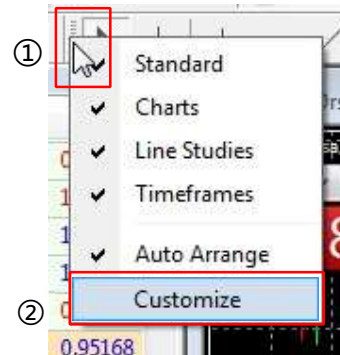 ①
Standard
Charts
Line Studies
Timeframes
Auto Arrange
②
Customize
0.95168